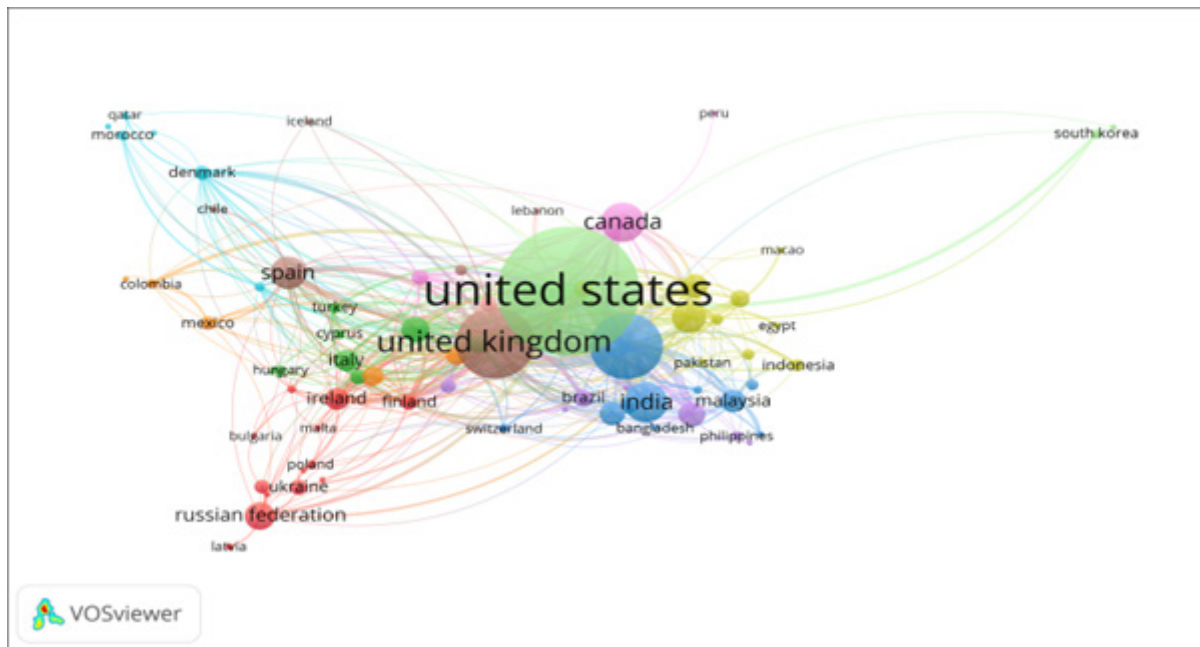 qatar
iceland
peru
morocco
south korea
denmark
chile
lebanon
canada
macao
spain
colombia
united states
turkey
mexico
egypt
cyprus
united kingdom
italy
pakistan
indonesia
hungary
ireland
finland
brazil
india
malaysia
bulgaria
malta
switzerland
bangladesh
philippines
poland
ukraine
russian federation
latvia
VOSviewer